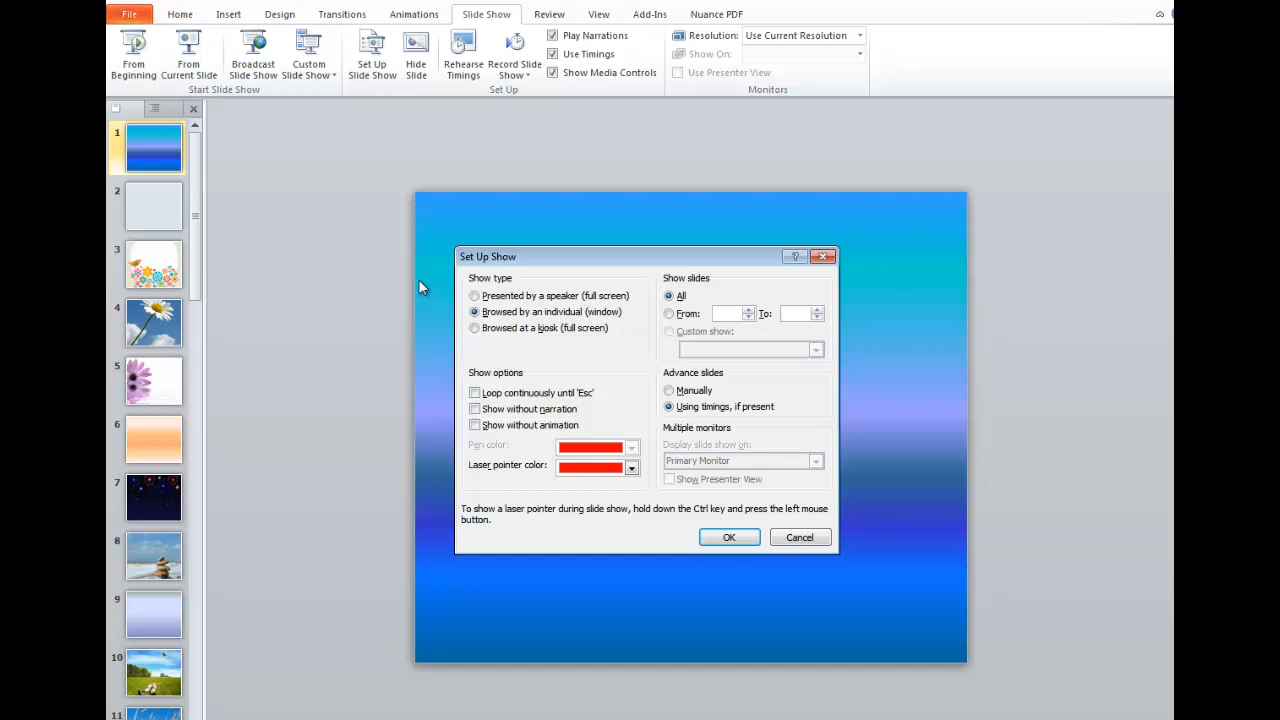 File Home Insert Design Transitions Animations Slide Show Review View Add-Ins Nuance PDF
From Beginning
From Current Slide
Broadcast Slide Show
Custom Slide Show
Start Slide Show
Set Up Slide Show
Hide Slide
Rehearse Timings
Record Slide Show
Play Narrations
Use Timings
Show Media Controls
Set Up
Resolution: Use Current Resolution
Show On:
Use Presenter View
Monitors
1
2
3
4
5
6
7
8
9
10
11
Set Up Show
?
Show type
Presented by a speaker (full screen)
Browsed by an individual (window)
Browsed at a kiosk (full screen)
Show options
Loop continuously until 'Esc'
Show without narration
Show without animation
Pen color:
Laser pointer color:
Show slides
All
From: To:
Custom show:
Advance slides
Manually
Using timings, if present
Multiple monitors
Display slide show on:
Primary Monitor
Show Presenter View
To show a laser pointer during slide show, hold down the Ctrl key and press the left mouse
button.
OK Cancel